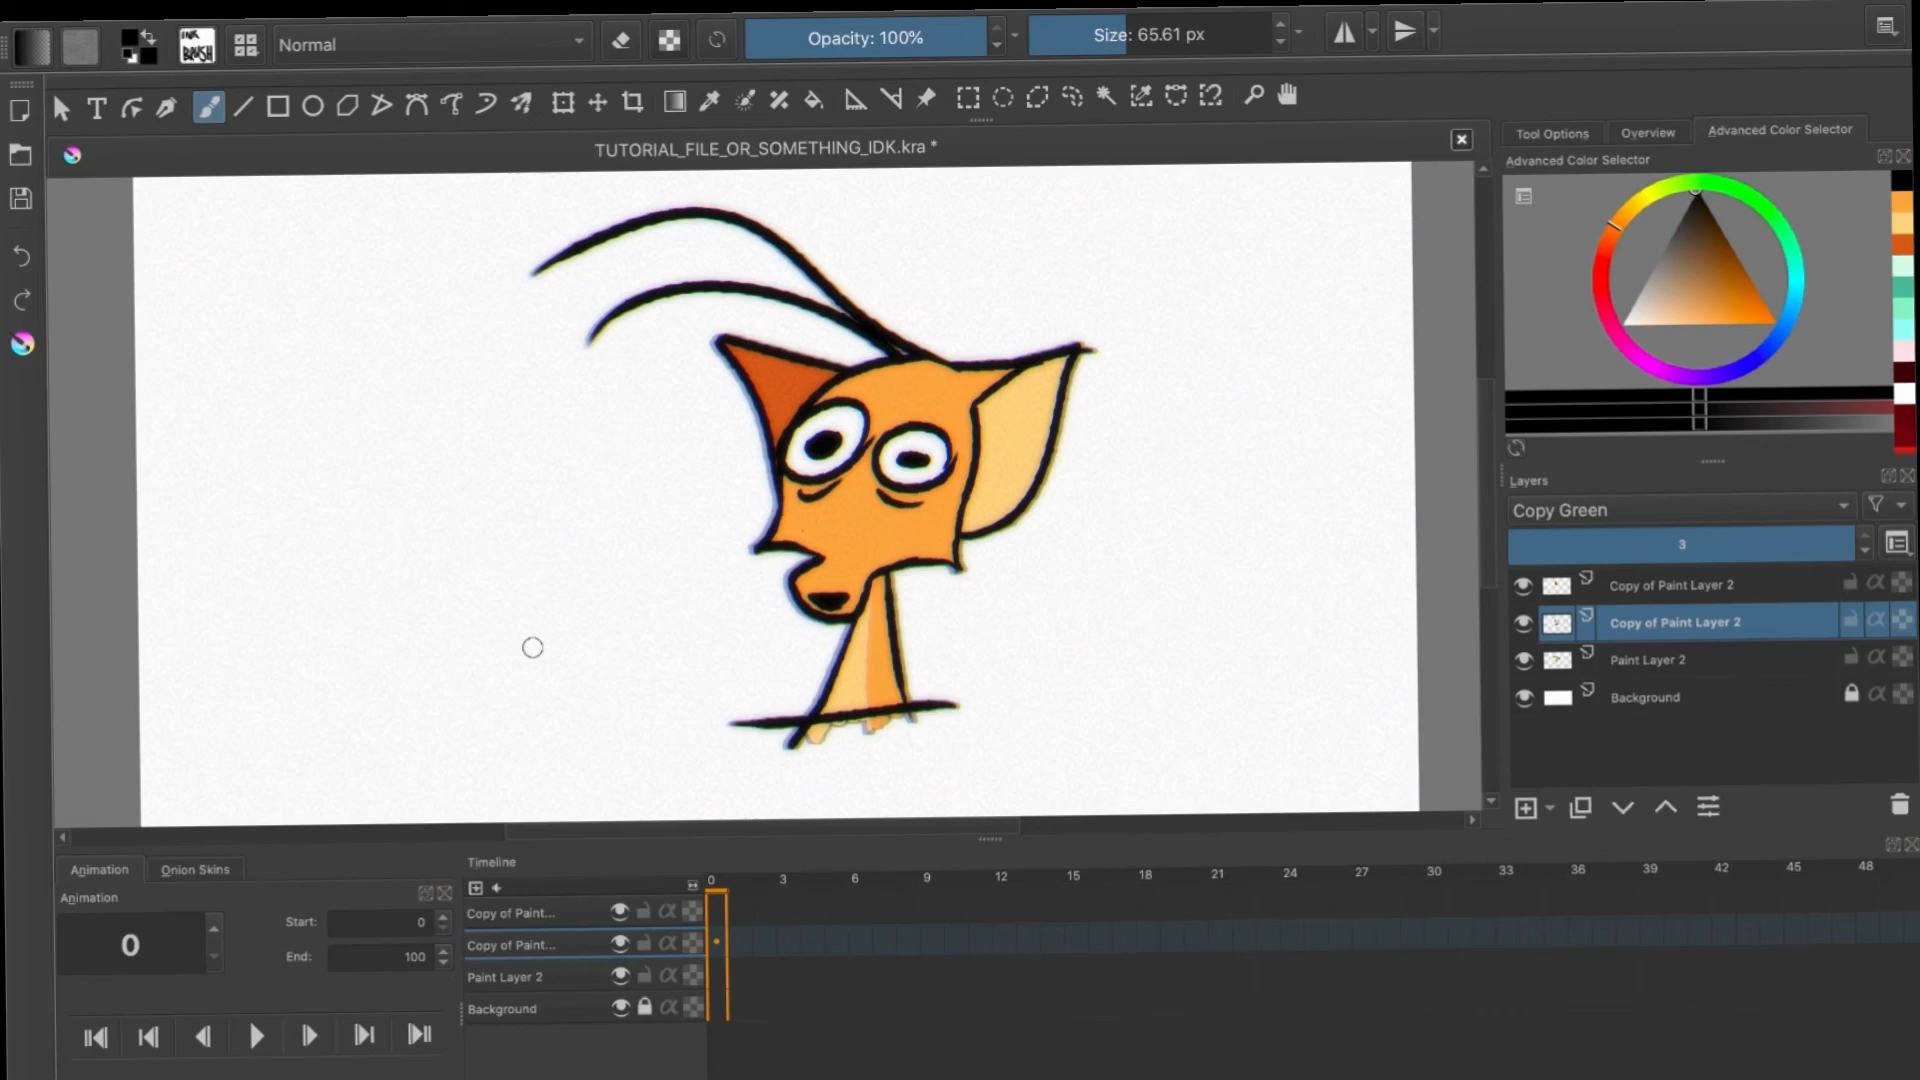 INK
BRUSH
Normal
Opacity: 100%
Size: 65.61 px
TUTORIAL_FILE_OR_SOMETHING_IDK.kra *
Tool Options
Overview
Advanced Color Selector
Advanced Color Selector
Layers
Copy Green
3
Copy of Paint Layer 2
Copy of Paint Layer 2
Paint Layer 2
Background
Animation
Onion Skins
Animation
0
Start:
0
End:
100
Timeline
0 3 6 9 12 15 18 21 24 27 30 33 36 39 42 45 48
Copy of Paint...
Copy of Paint...
Paint Layer 2
Background